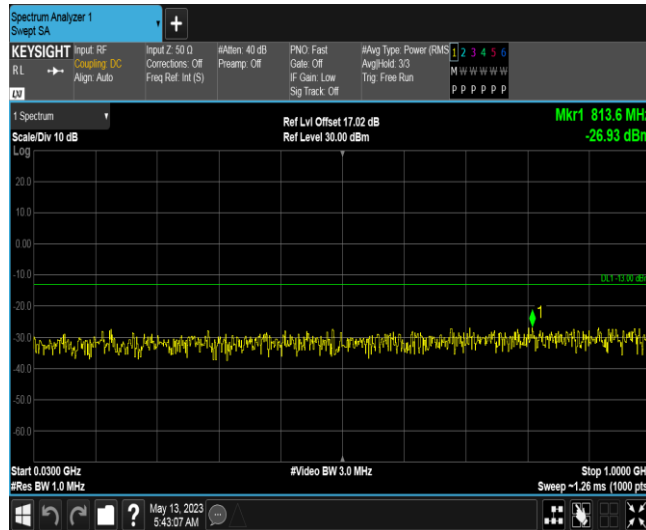 Spectrum Analyzer 1
Swept SA
+
KEYSIGHT
RL
LXI
Input: RF
Coupling: DC
Align: Auto
Input Z: 50 Ω
Corrections: Off
Freq Ref: Int (S)
#Atten: 40 dB
Preamp: Off
PNO: Fast
Gate: Off
IF Gain: Low
Sig Track: Off
#Avg Type: Power (RMS
Avg|Hold: 3/3
Trig: Free Run
1 2 3 4 5 6
M W W W W W
P P P P P P
1 Spectrum
Scale/Div 10 dB
Log
Ref Lvl Offset 17.02 dB
Ref Level 30.00 dBm
Mkr1 813.6 MHz
-26.93 dBm
20.0
10.0
0.00
-10.0
DL1 -13.00 dBm
-20.0
1
-30.0
-40.0
-50.0
-60.0
Start 0.0300 GHz
#Res BW 1.0 MHz
#Video BW 3.0 MHz
Stop 1.0000 GH
Sweep ~1.26 ms (1000 pts
?
May 13, 2023
5:43:07 AM